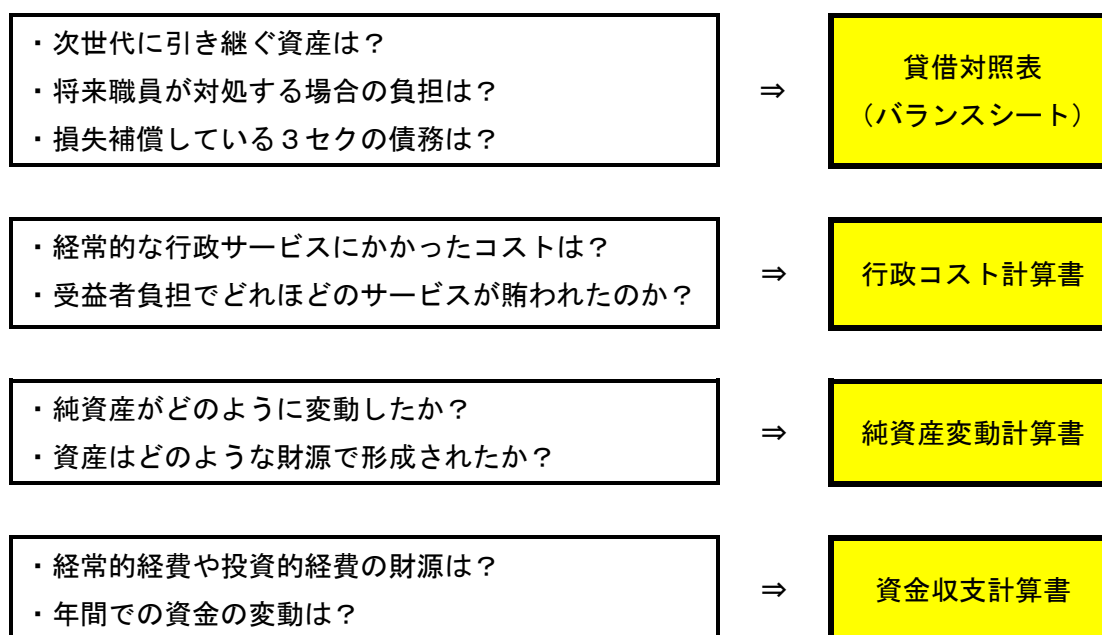 ・次世代に引き継ぐ資産は？
・将来職員が対処する場合の負担は？
・損失補償している３セクの債務は？
⇒
貸借対照表
（バランスシート）
・経常的な行政サービスにかかったコストは？
・受益者負担でどれほどのサービスが賄われたのか？
⇒
行政コスト計算書
・純資産がどのように変動したか？
・資産はどのような財源で形成されたか？
⇒
純資産変動計算書
・経常的経費や投資的経費の財源は？
・年間での資金の変動は？
⇒
資金収支計算書